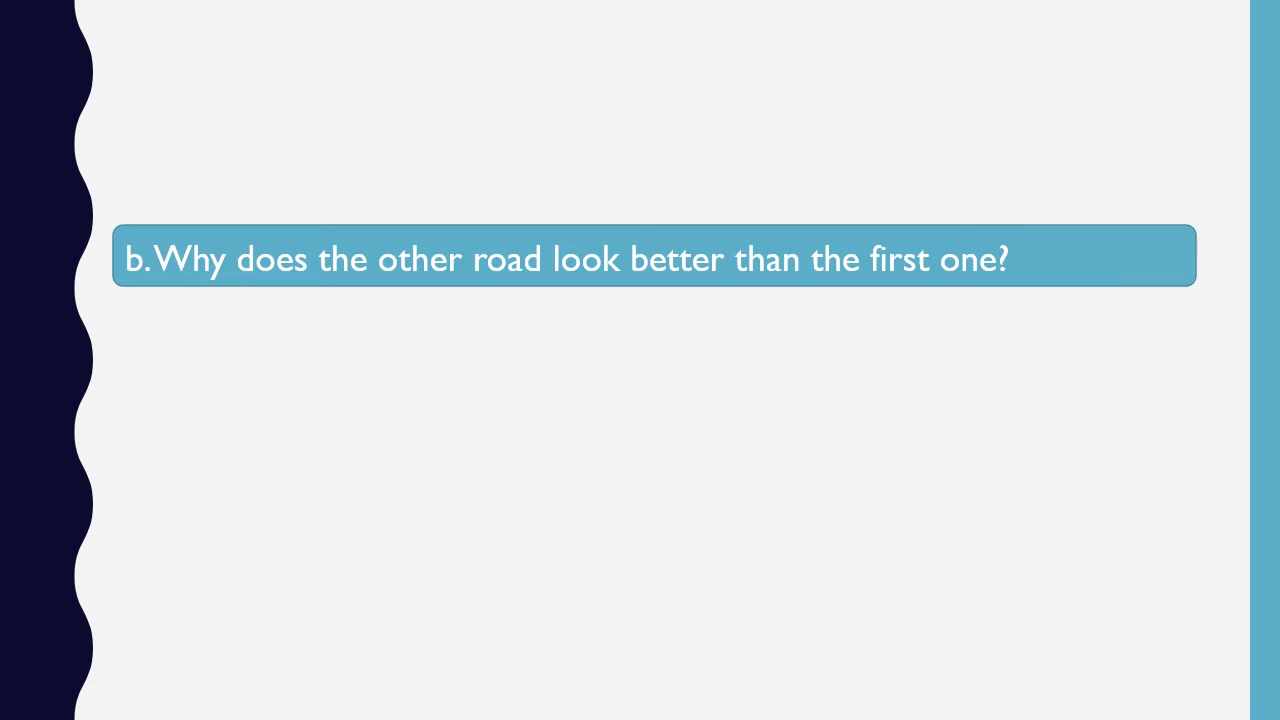 b. Why does the other road look better than the first one?